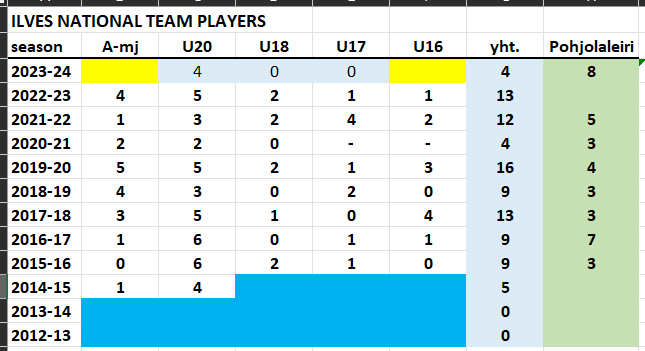 ILVES NATIONAL TEAM PLAYERS
season A-mj U20 U18 U17 U16 yht. Pohjolaleiri
2023-24 4 0 0 4 8
2022-23 4 5 2 1 1 13
2021-22 1 3 2 4 2 12 5
2020-21 2 2 0 - - 4 3
2019-20 5 5 2 1 3 16 4
2018-19 4 3 0 2 0 9 3
2017-18 3 5 1 0 4 13 3
2016-17 1 6 0 1 1 9 7
2015-16 0 6 2 1 0 9 3
2014-15 1 4 5
2013-14 0
2012-13 0